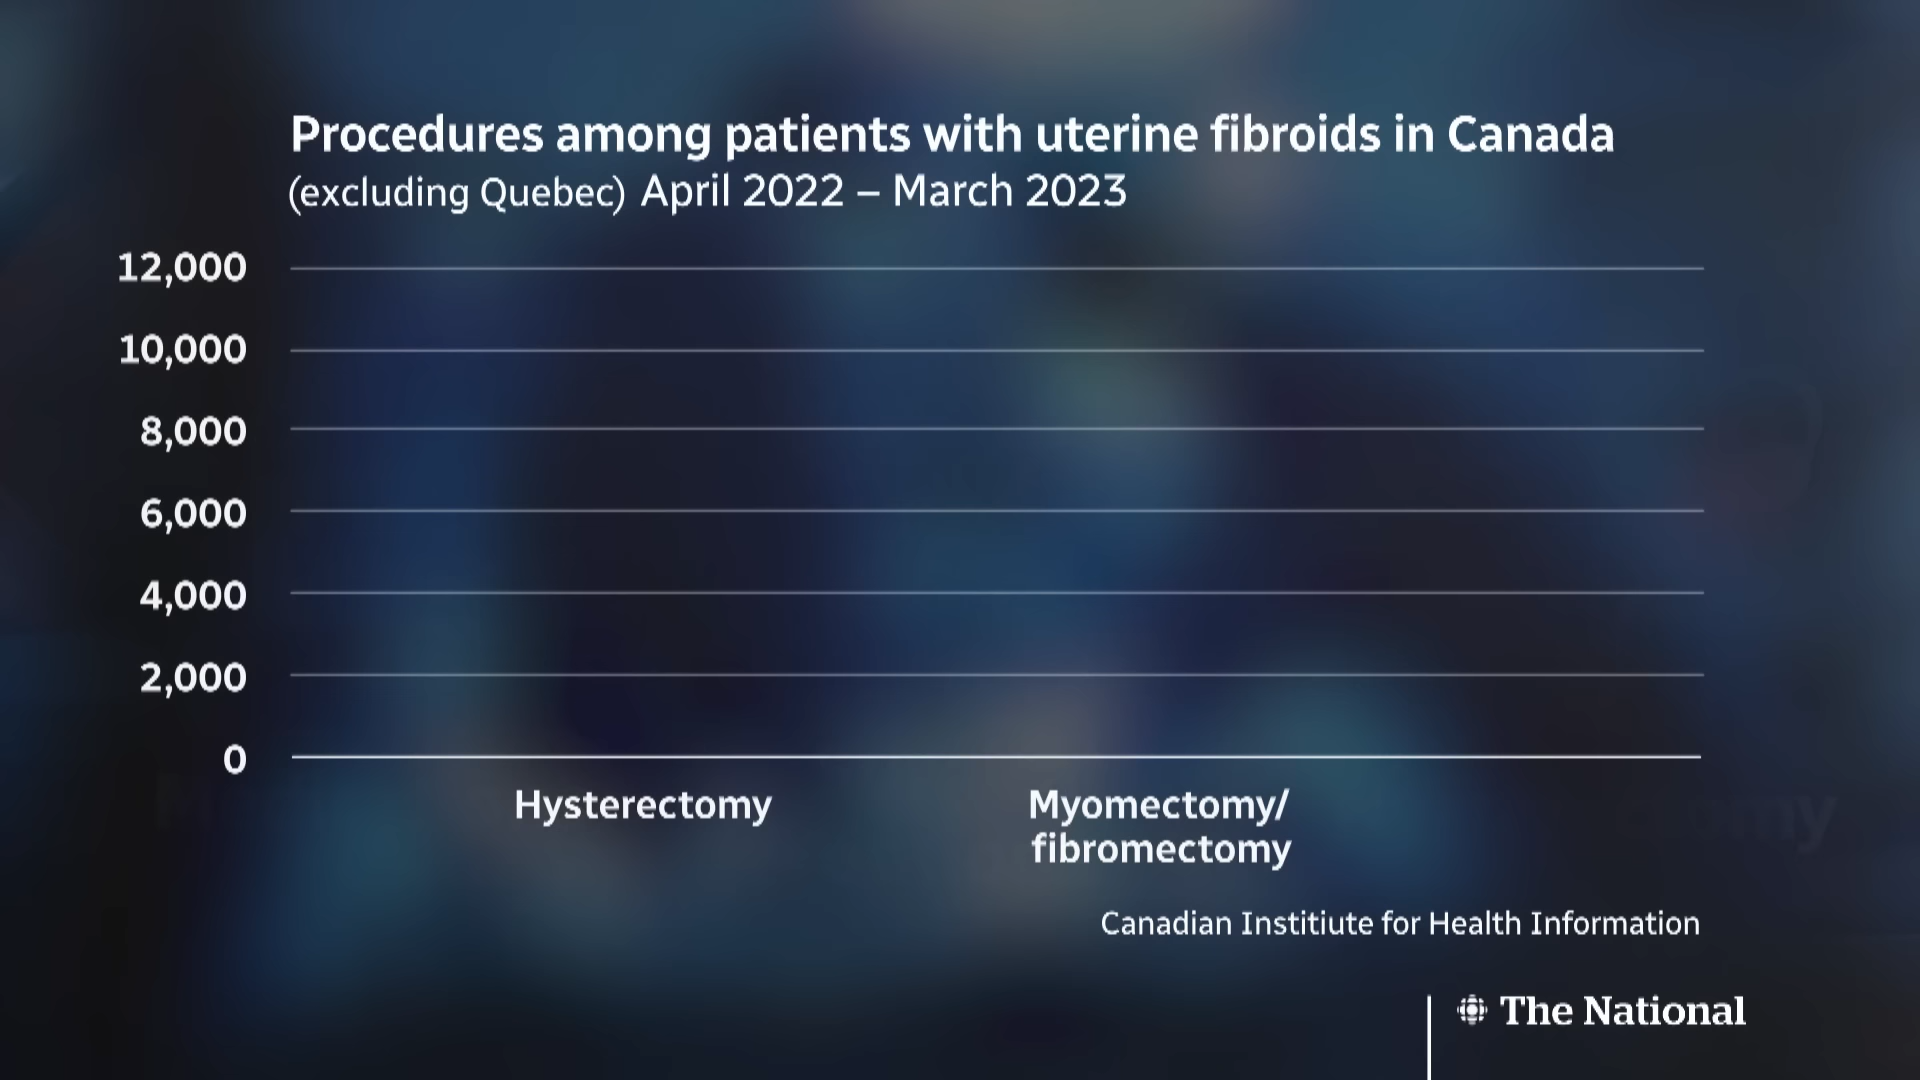 Procedures among patients with uterine fibroids in Canada
(excluding Quebec) April 2022 – March 2023
12,000
10,000
8,000
6,000
4,000
2,000
0
Hysterectomy
Myomectomy/
fibromectomy
Canadian Institiute for Health Information
The National